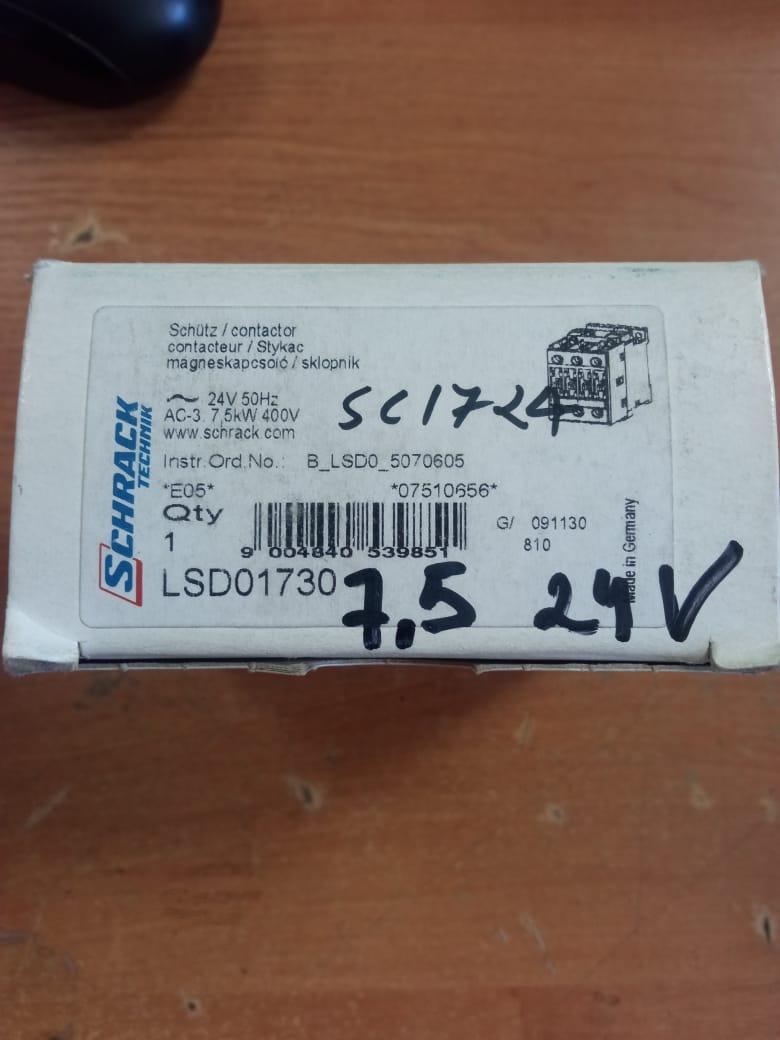 Schütz / contactor
contacteur / Stykac
magneskapcsoló / sklopnik
~ 24V 50Hz
AC-3, 7,5kW 400V
www.schrack.com
SC1724
Instr.Ord.No.: B_LSD0_5070605
*E05* *07510656*
Qty
1
9 004840 539851
G/ 091130
810
LSD01730
7,5 24V
Made in Germany
SCHRACK
TECHNIK